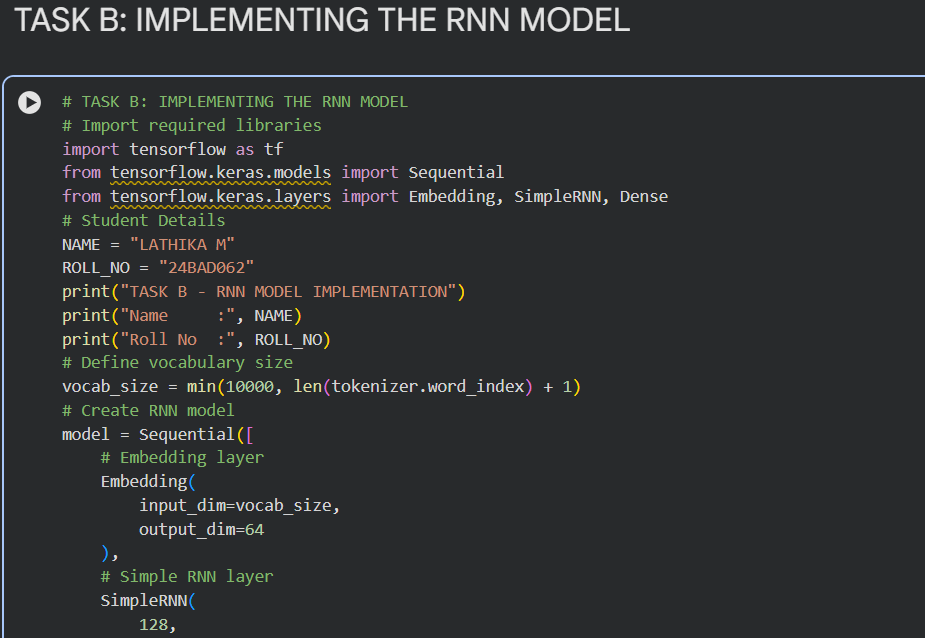 TASK B: IMPLEMENTING THE RNN MODEL
# TASK B: IMPLEMENTING THE RNN MODEL
# Import required libraries
import tensorflow as tf
from tensorflow.keras.models import Sequential
from tensorflow.keras.layers import Embedding, SimpleRNN, Dense
# Student Details
NAME = "LATHIKA M"
ROLL_NO = "24BAD062"
print("TASK B - RNN MODEL IMPLEMENTATION")
print("Name     :", NAME)
print("Roll No  :", ROLL_NO)
# Define vocabulary size
vocab_size = min(10000, len(tokenizer.word_index) + 1)
# Create RNN model
model = Sequential([
    # Embedding layer
    Embedding(
        input_dim=vocab_size,
        output_dim=64
    ),
    # Simple RNN layer
    SimpleRNN(
        128,